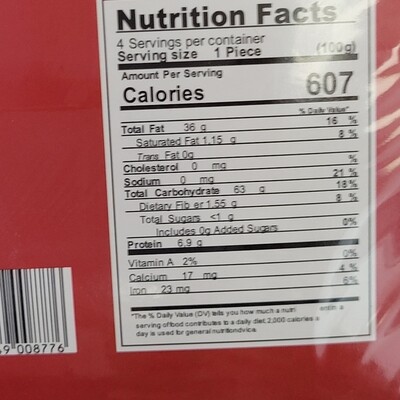 Nutrition Facts
4 Servings per container
Serving size 1 Piece (100g)
Amount Per Serving
Calories 607
% Daily Value*
Total Fat 36 g 16 %
Saturated Fat 1.15 g 8 %
Trans Fat 0g
Cholesterol 0 mg %
Sodium 0 mg 21 %
Total Carbohydrate 63 g 18%
Dietary Fib er 1.55 g 8 %
Total Sugars <1 g
Includes 0g Added Sugars 0%
Protein 6,9 g
Vitamin A 2% 0%
Calcium 17 mg 4 %
Iron 23 mg 6%
*The % Daily Value (DV) tells you how much a nutri
serving of food contributes to a daily diet. 2,000 calories a
day is used for general nutritiondvice.
9 008776